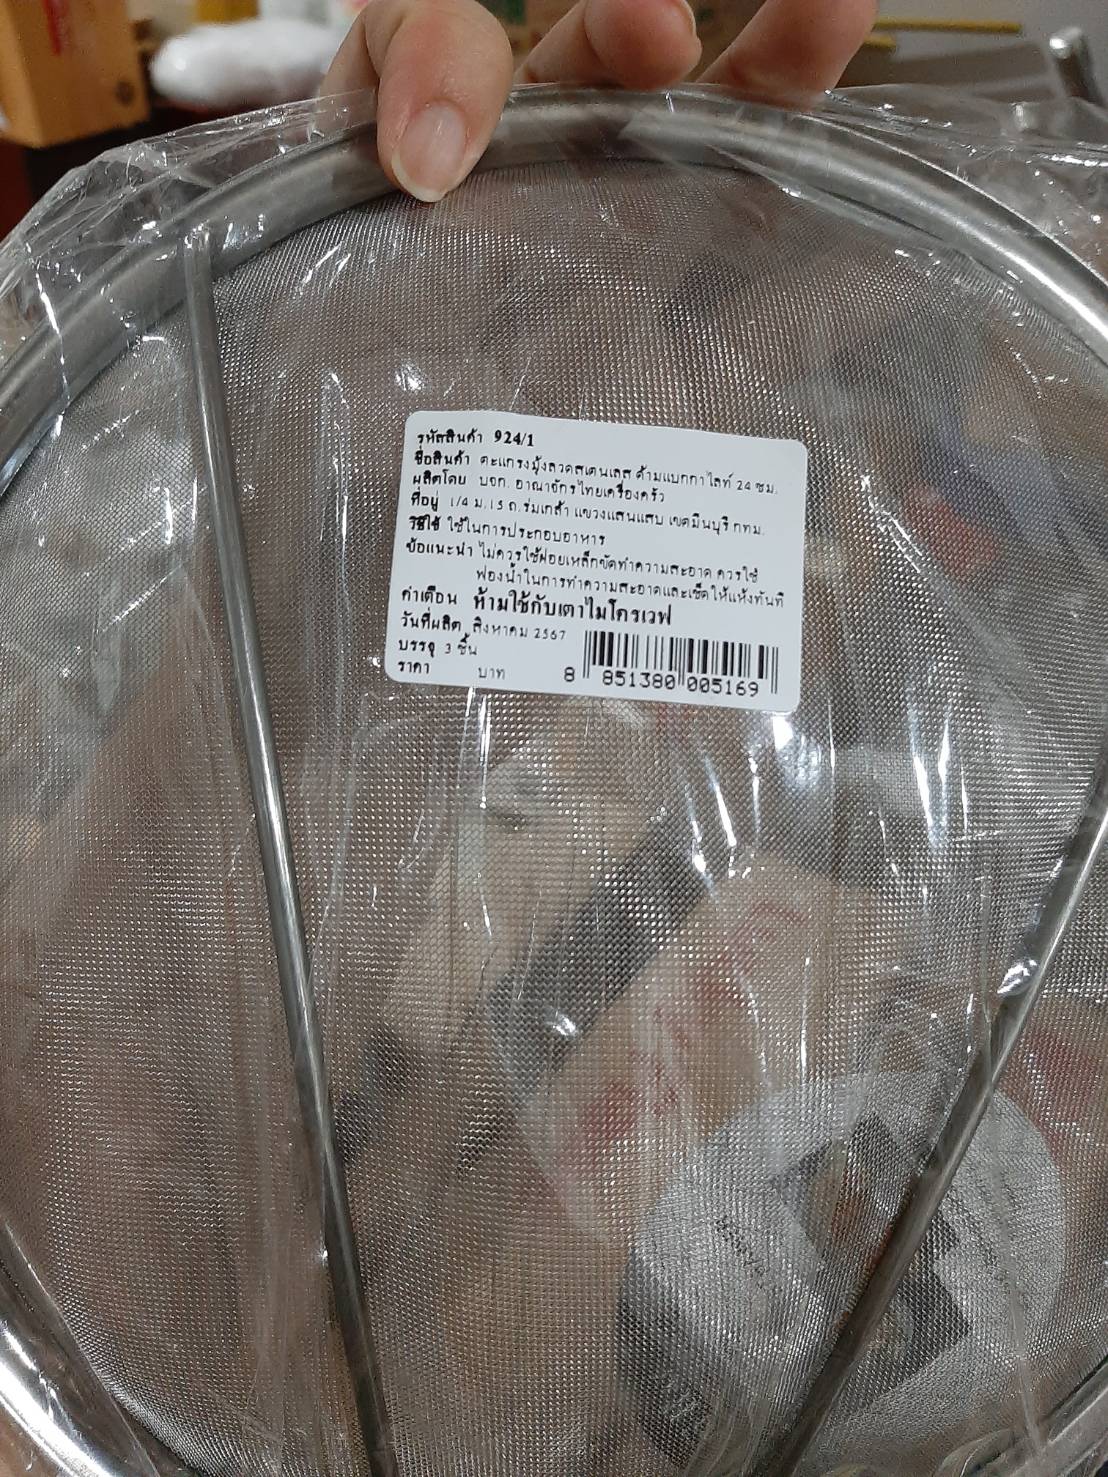 รหัสสินค้า 924/1
ชื่อสินค้า ตะแกรงมุ้งลวดสเตนเลส ด้ามแบกกาไลท์ 24 ซม.
ผลิตโดย บจก. อาณาจักรไทยเครื่องครัว
ที่อยู่ 1/4 ม.15 ถ.ร่มเกล้า แขวงแสนแสบ เขตมีนบุรี กทม.
วิธีใช้ ใช้ในการประกอบอาหาร
ข้อแนะนำ ไม่ควรใช้ฝอยเหล็กขัดทำความสะอาด ควรใช้
ฟองน้ำในการทำความสะอาดและเช็ดให้แห้งทันที
คำเตือน ห้ามใช้กับเตาไมโครเวฟ
วันที่ผลิต สิงหาคม 2567
บรรจุ 3 ชิ้น
ราคา บาท
8 851380 005169